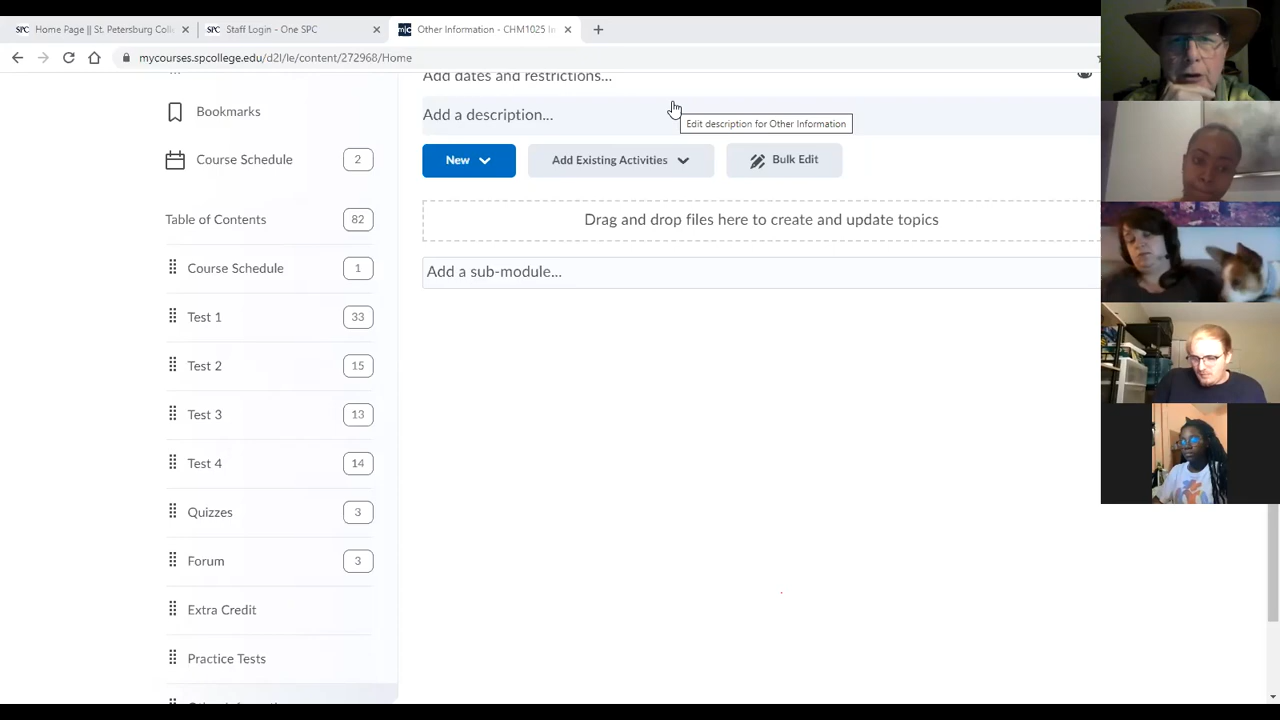 Home Page || St. Petersburg Coll
Staff Login - One SPC
Other Information - CHM1025 In
mycourses.spcollege.edu/d2l/le/content/272968/Home
Add dates and restrictions...
Bookmarks
Add a description...
Edit description for Other Information
Course Schedule 2
New
Add Existing Activities
Bulk Edit
Table of Contents 82
Drag and drop files here to create and update topics
Course Schedule 1
Add a sub-module...
Test 1 33
Test 2 15
Test 3 13
Test 4 14
Quizzes 3
Forum 3
Extra Credit
Practice Tests